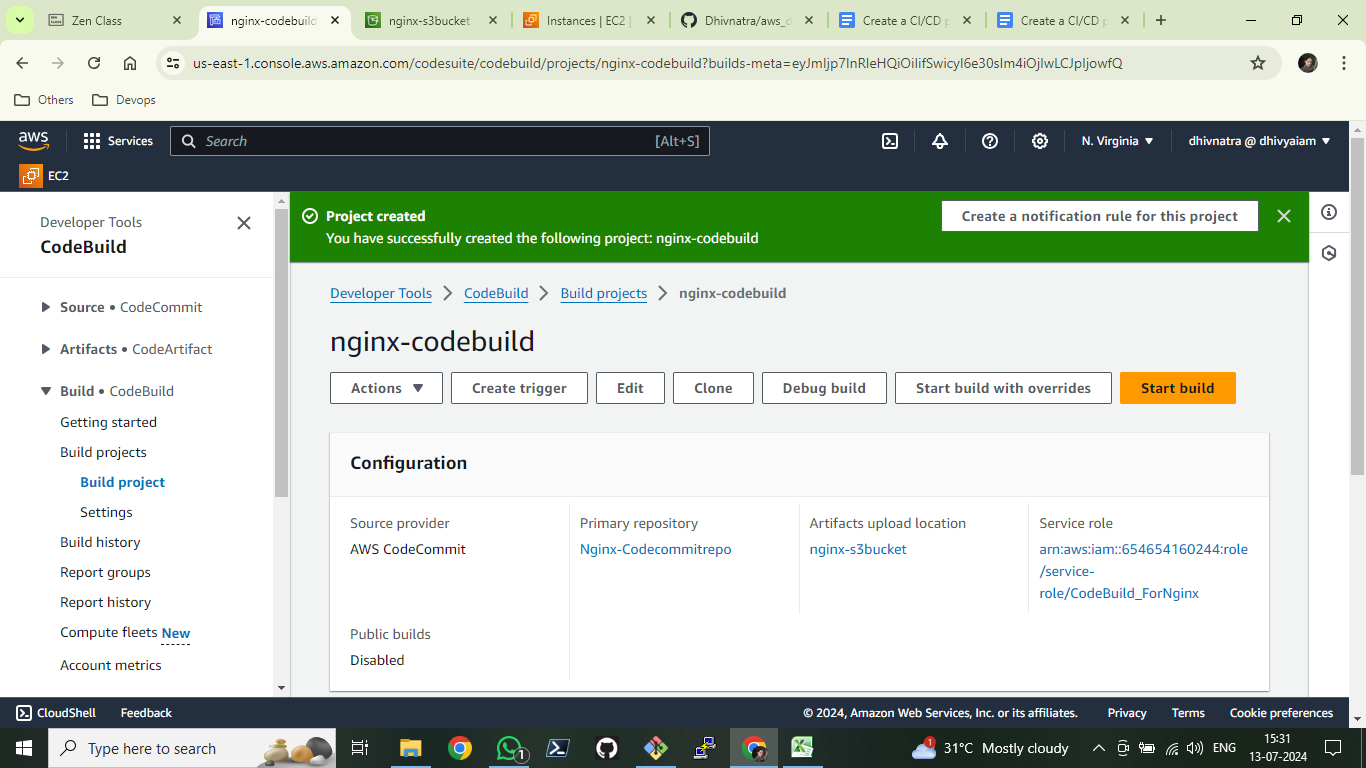 Zen Class
nginx-codebuild
nginx-s3bucket
Instances | EC2 |
Dhivnatra/aws_d
Create a CI/CD p
Create a CI/CD p
us-east-1.console.aws.amazon.com/codesuite/codebuild/projects/nginx-codebuild?builds-meta=
Others
Devops
aws
Services
Search
[Alt+S]
N. Virginia
dhivnatra @ dhivyaiam
EC2
Developer Tools
CodeBuild
Source • CodeCommit
Artifacts • CodeArtifact
Build • CodeBuild
Getting started
Build projects
Build project
Settings
Build history
Report groups
Report history
Compute fleets New
Account metrics
Project created
You have successfully created the following project: nginx-codebuild
Create a notification rule for this project
Developer Tools
CodeBuild
Build projects
nginx-codebuild
nginx-codebuild
Actions
Create trigger
Edit
Clone
Debug build
Start build with overrides
Start build
Configuration
Source provider
AWS CodeCommit
Primary repository
Nginx-Codecommitrepo
Artifacts upload location
nginx-s3bucket
Service role
arn:aws:iam::654654160244:role
/service-
role/CodeBuild_ForNginx
Public builds
Disabled
CloudShell
Feedback
© 2024, Amazon Web Services, Inc. or its affiliates.
Privacy
Terms
Cookie preferences
Type here to search
1
1
31°C Mostly cloudy
ENG
15:31
13-07-2024